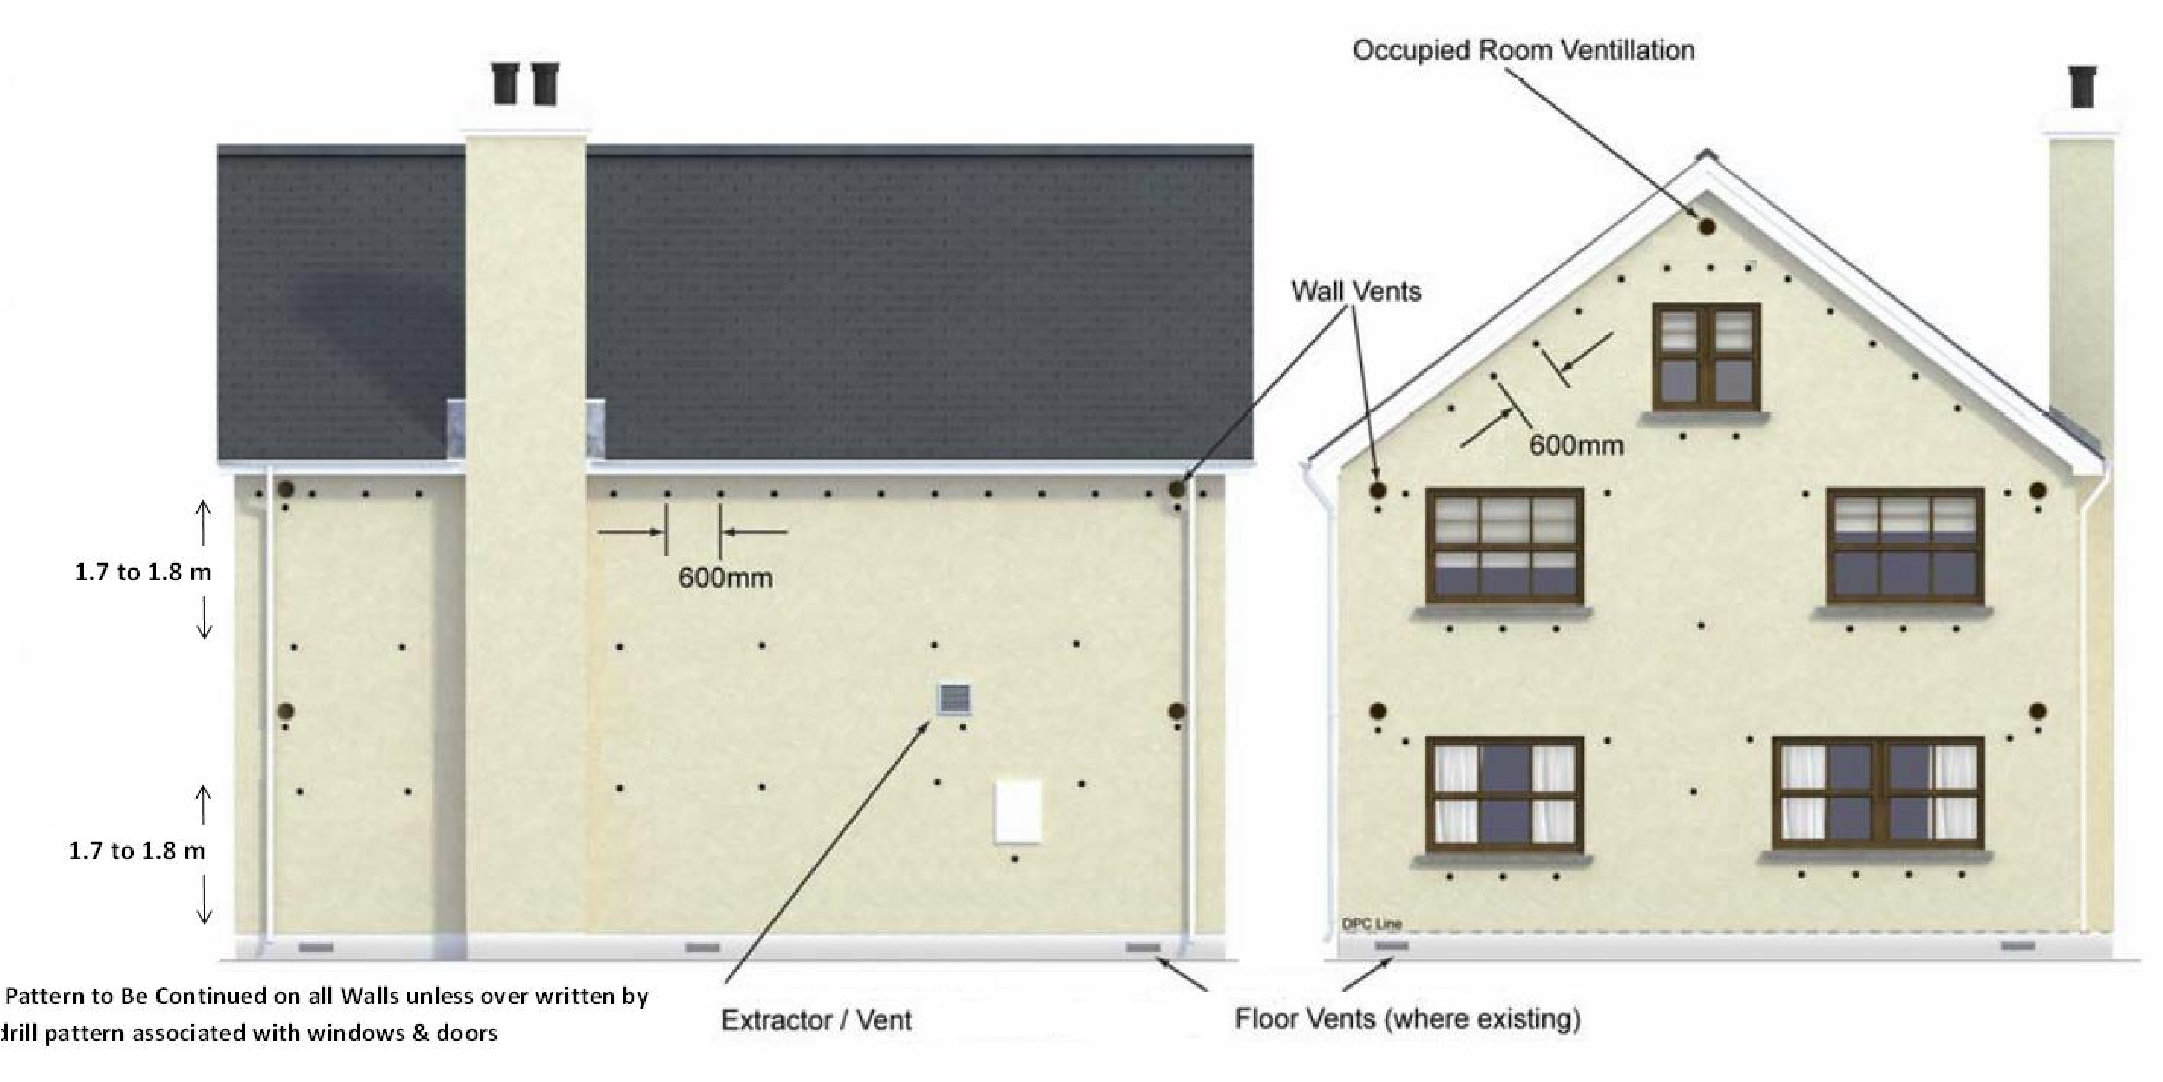 Occupied Room Ventillation
Wall Vents
600mm
1.7 to 1.8 m
600mm
1.7 to 1.8 m
DPC Line
Pattern to Be Continued on all Walls unless over written by
drill pattern associated with windows & doors
Extractor / Vent
Floor Vents (where existing)